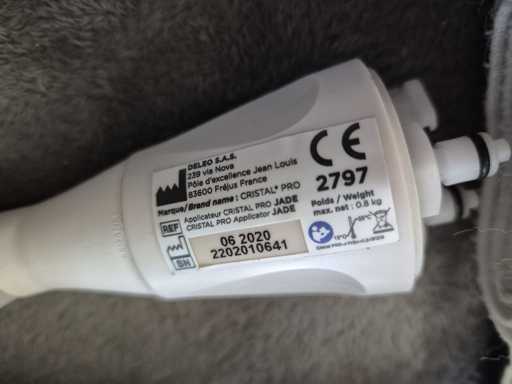 DELEO S.A.S.
239 via Nova
Pôle d'excellence Jean Louis
83600 Fréjus France
Marque/Brand name : CRISTAL® PRO
REF
Applicateur CRISTAL PRO JADE
CRISTAL PRO Applicator JADE
SN
06 2020
2202010641
CE
2797
Poids / Weight
max. net : 0.8 kg